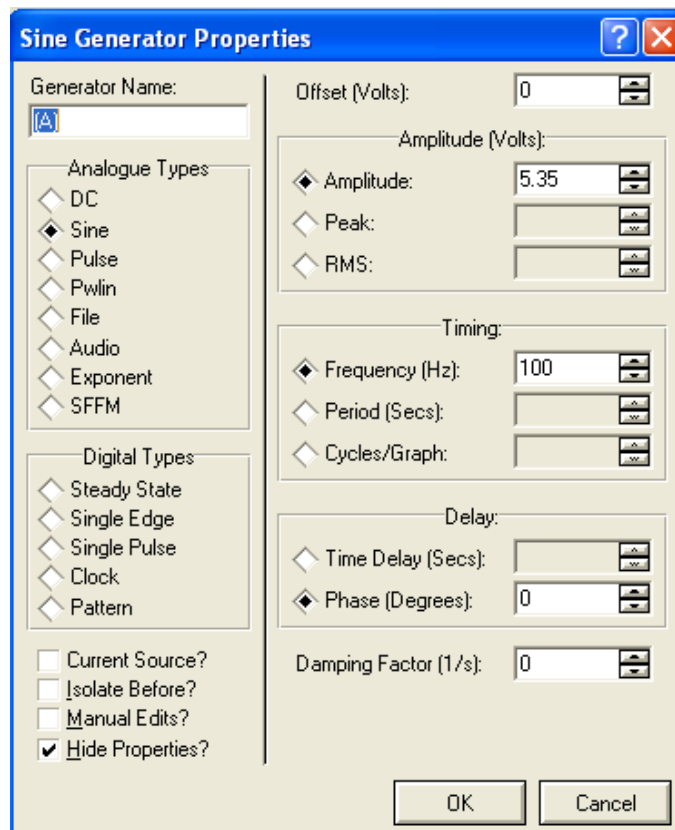 Sine Generator Properties
?
Generator Name:
(A)
Analogue Types
DC
Sine
Pulse
Pwlin
File
Audio
Exponent
SFFM
Digital Types
Steady State
Single Edge
Single Pulse
Clock
Pattern
Current Source?
Isolate Before?
Manual Edits?
Hide Properties?
Offset (Volts): 0
Amplitude (Volts):
Amplitude: 5.35
Peak:
RMS:
Timing:
Frequency (Hz): 100
Period (Secs):
Cycles/Graph:
Delay:
Time Delay (Secs):
Phase (Degrees): 0
Damping Factor (1/s): 0
OK Cancel